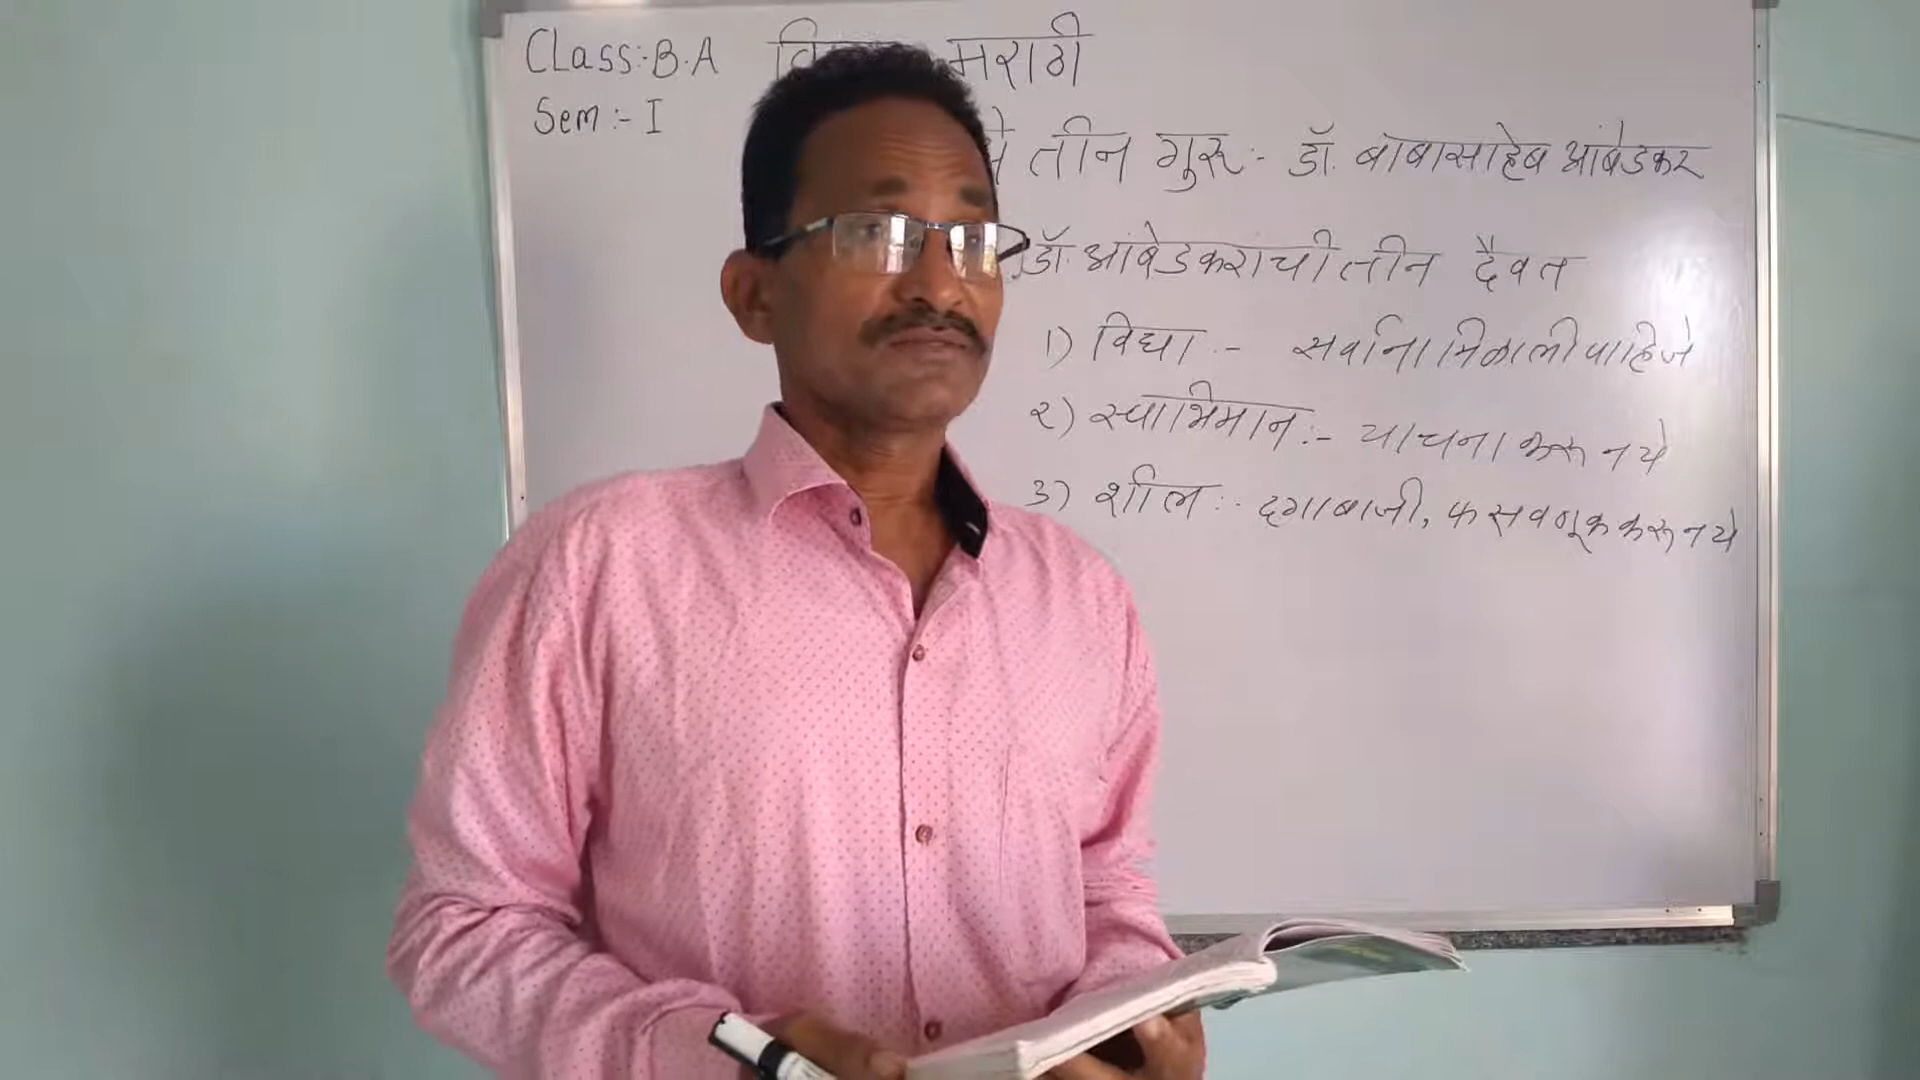 Class:- B.A मराठी
Sem :- I
तीन गुरू :- डॉ. बाबासाहेब आंबेडकर
डॉ. आंबेडकरांची तीन दैवत
1) विद्या :- सर्वाना मिळाली पाहिजे
२) स्वाभिमान :- याचना करू नये
3) शील :- दगाबाजी, फसवणूक करू नये